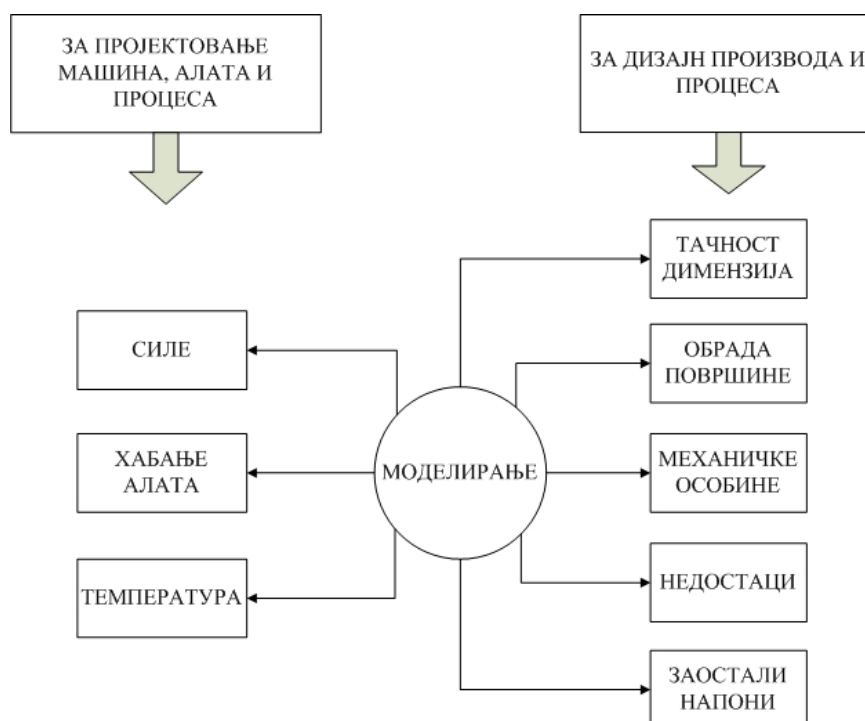 ЗА ПРОЈЕКТОВАЊЕ
МАШИНА, АЛАТА И
ПРОЦЕСА
ЗА ДИЗАЈН ПРОИЗВОДА И
ПРОЦЕСА
СИЛЕ
ХАБАЊЕ
АЛАТА
ТЕМПЕРАТУРА
МОДЕЛИРАЊЕ
ТАЧНОСТ
ДИМЕНЗИЈА
ОБРАДА
ПОВРШИНЕ
МЕХАНИЧКЕ
ОСОБИНЕ
НЕДОСТАЦИ
ЗАОСТАЛИ
НАПОНИ